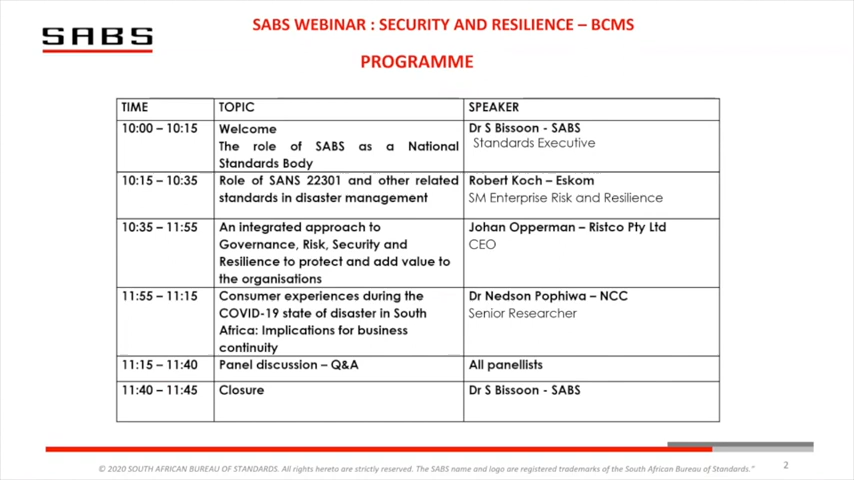 SABS
SABS WEBINAR : SECURITY AND RESILIENCE – BCMS
PROGRAMME
TIME TOPIC SPEAKER
10:00 – 10:15 Welcome Dr S Bissoon - SABS
The role of SABS as a National Standards Executive
Standards Body
10:15 – 10:35 Role of SANS 22301 and other related Robert Koch – Eskom
standards in disaster management SM Enterprise Risk and Resilience
10:35 – 11:55 An integrated approach to Johan Opperman – Ristco Pty Ltd
Governance, Risk, Security and CEO
Resilience to protect and add value to
the organisations
11:55 – 11:15 Consumer experiences during the Dr Nedson Pophiwa – NCC
COVID-19 state of disaster in South Senior Researcher
Africa: Implications for business
continuity
11:15 – 11:40 Panel discussion – Q&A All panellists
11:40 – 11:45 Closure Dr S Bissoon - SABS
© 2020 SOUTH AFRICAN BUREAU OF STANDARDS. All rights hereto are strictly reserved. The SABS name and logo are registered trademarks of the South African Bureau of Standards."
2